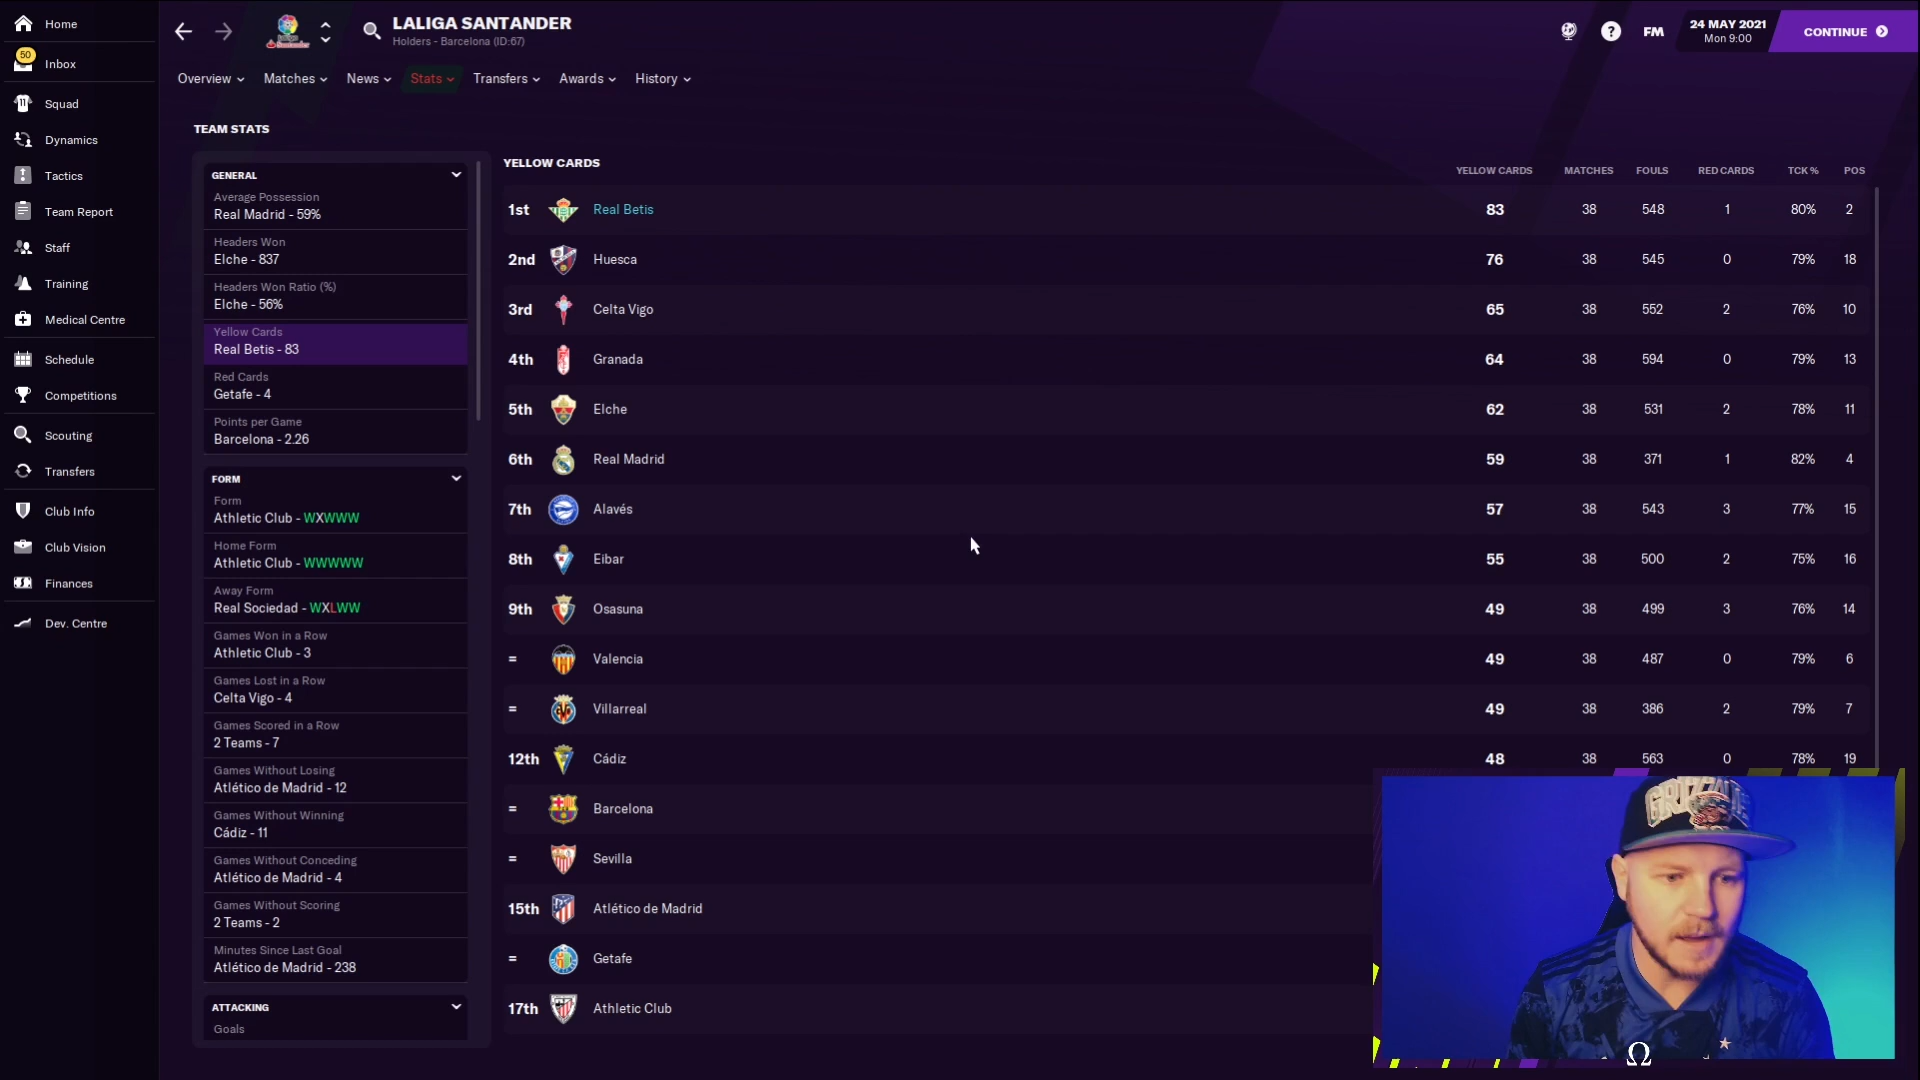 Home
50
Inbox
Squad
Dynamics
Tactics
Team Report
Staff
Training
Medical Centre
Schedule
Competitions
Scouting
Transfers
Club Info
Club Vision
Finances
Dev. Centre
LALIGA SANTANDER
Holders - Barcelona (ID:67)
? FM
24 MAY 2021
Mon 9:00
CONTINUE
Overview Matches News Stats Transfers Awards History
TEAM STATS
GENERAL
Average Possession
Real Madrid - 59%
Headers Won
Elche - 837
Headers Won Ratio (%)
Elche - 56%
Yellow Cards
Real Betis - 83
Red Cards
Getafe - 4
Points per Game
Barcelona - 2.26
FORM
Form
Athletic Club - WXWWW
Home Form
Athletic Club - WWWWW
Away Form
Real Sociedad - WXLWW
Games Won in a Row
Athletic Club - 3
Games Lost in a Row
Celta Vigo - 4
Games Scored in a Row
2 Teams - 7
Games Without Losing
Atlético de Madrid - 12
Games Without Winning
Cádiz - 11
Games Without Conceding
Atlético de Madrid - 4
Games Without Scoring
2 Teams - 2
Minutes Since Last Goal
Atlético de Madrid - 238
ATTACKING
Goals
YELLOW CARDS
YELLOW CARDS MATCHES FOULS RED CARDS TCK % POS
1st Real Betis 83 38 548 1 80% 2
2nd Huesca 76 38 545 0 79% 18
3rd Celta Vigo 65 38 552 2 76% 10
4th Granada 64 38 594 0 79% 13
5th Elche 62 38 531 2 78% 11
6th Real Madrid 59 38 371 1 82% 4
7th Alavés 57 38 543 3 77% 15
8th Eibar 55 38 500 2 75% 16
9th Osasuna 49 38 499 3 76% 14
= Valencia 49 38 487 0 79% 6
= Villarreal 49 38 386 2 79% 7
12th Cádiz 48 38 563 0 78% 19
= Barcelona
= Sevilla
15th Atlético de Madrid
= Getafe
17th Athletic Club
Ω